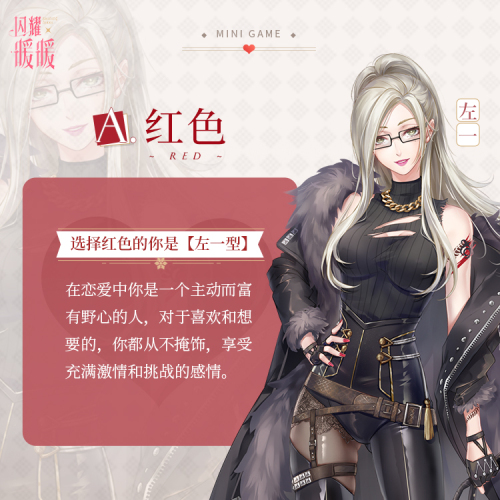 闪耀
暖暖
MINI GAME
左一
A.红色
~ RED ~
选择红色的你是【左一型】
在恋爱中你是一个主动而富
有野心的人，对于喜欢和想
要的，你都从不掩饰，享受
充满激情和挑战的感情。